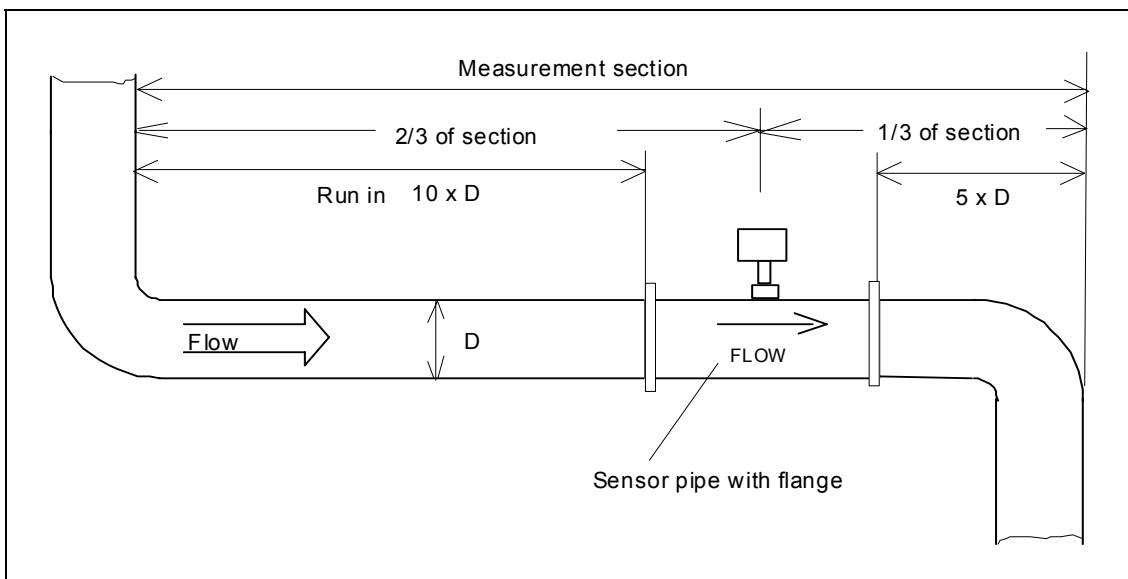 Measurement section
2/3 of section
1/3 of section
Run in 10 x D
5 x D
Flow
D
FLOW
Sensor pipe with flange